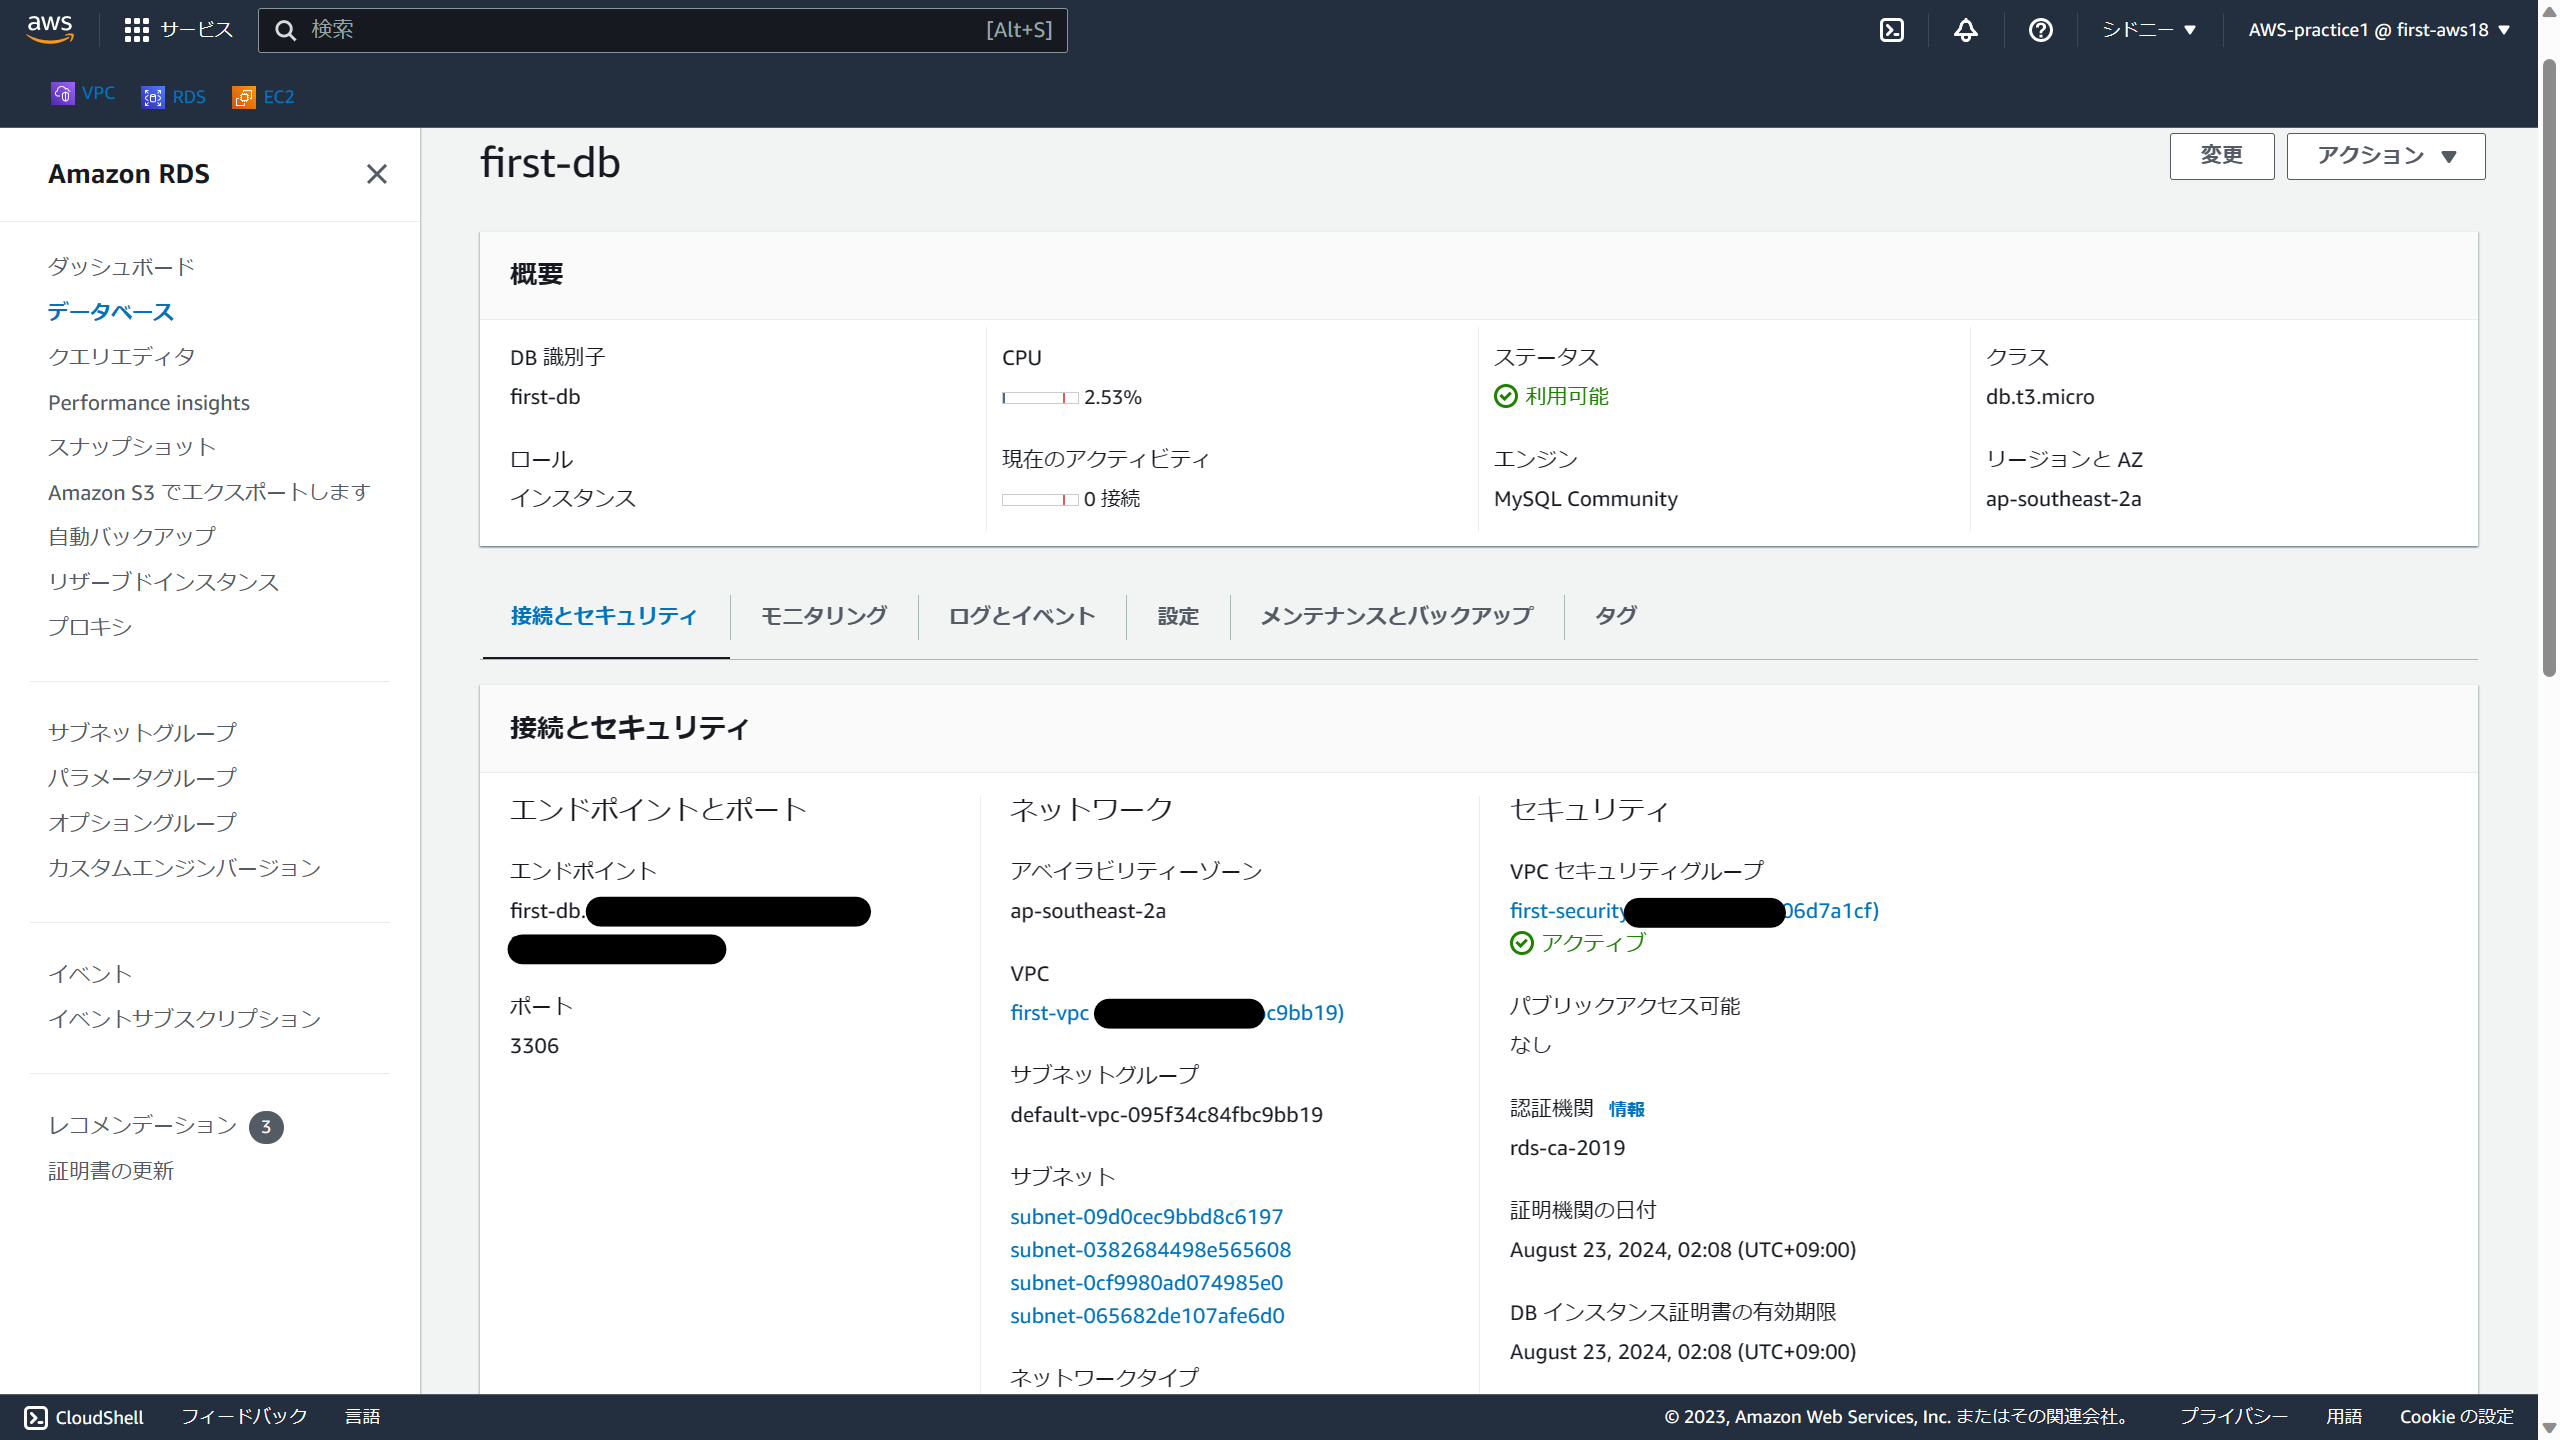 aws
サービス
検索
[Alt+S]
シドニー ▼
AWS-practice1 @ first-aws18 ▼
VPC
RDS
EC2
Amazon RDS
ダッシュボード
データベース
クエリエディタ
Performance insights
スナップショット
Amazon S3 でエクスポートします
自動バックアップ
リザーブドインスタンス
プロキシ
サブネットグループ
パラメータグループ
オプショングループ
カスタムエンジンバージョン
イベント
イベントサブスクリプション
レコメンデーション 3
証明書の更新
first-db
変更
アクション ▼
概要
DB 識別子
first-db
CPU
2.53%
ステータス
利用可能
クラス
db.t3.micro
ロール
インスタンス
現在のアクティビティ
0 接続
エンジン
MySQL Community
リージョンと AZ
ap-southeast-2a
接続とセキュリティ
モニタリング
ログとイベント
設定
メンテナンスとバックアップ
タグ
接続とセキュリティ
エンドポイントとポート
エンドポイント
first-db.
ポート
3306
ネットワーク
アベイラビリティーゾーン
ap-southeast-2a
VPC
first-vpc c9bb19)
サブネットグループ
default-vpc-095f34c84fbc9bb19
サブネット
subnet-09d0cec9bbd8c6197
subnet-0382684498e565608
subnet-0cf9980ad074985e0
subnet-065682de107afe6d0
ネットワークタイプ
セキュリティ
VPC セキュリティグループ
first-security 06d7a1cf)
アクティブ
パブリックアクセス可能
なし
認証機関 情報
rds-ca-2019
証明機関の日付
August 23, 2024, 02:08 (UTC+09:00)
DB インスタンス証明書の有効期限
August 23, 2024, 02:08 (UTC+09:00)
CloudShell
フィードバック
言語
© 2023, Amazon Web Services, Inc. またはその関連会社。
プライバシー
用語
Cookie の設定